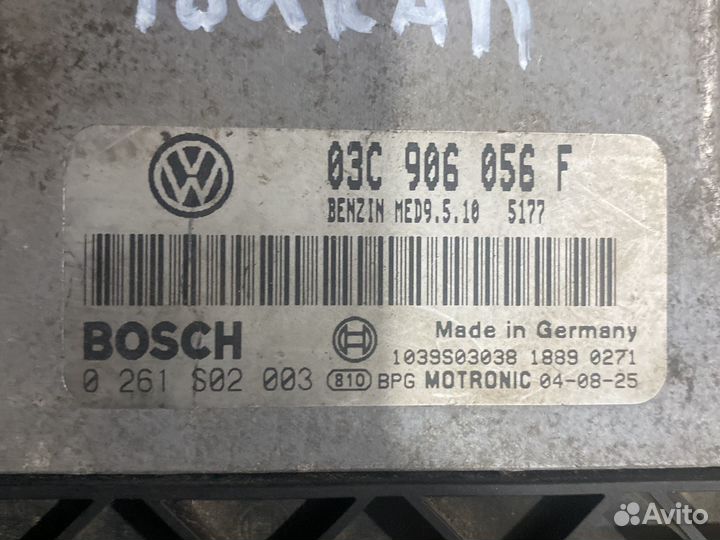 TOURAN
03C 906 056 F
BENZIN MED9.5.10 5177
BOSCH
Made in Germany
1039S03038 1889 0271
0 261 S02 003 810 BPG MOTRONIC 04-08-25
Avito